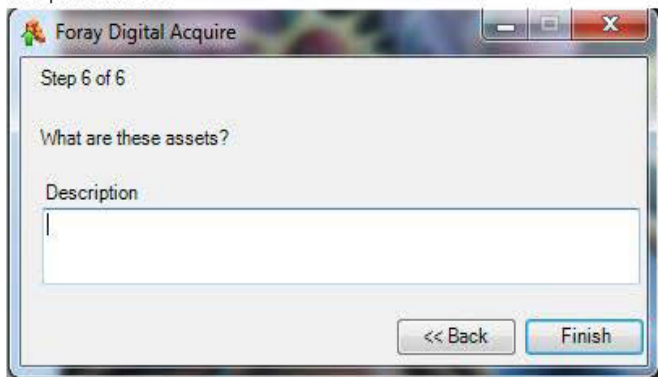 Foray Digital Acquire
Step 6 of 6
What are these assets?
Description
<< Back Finish